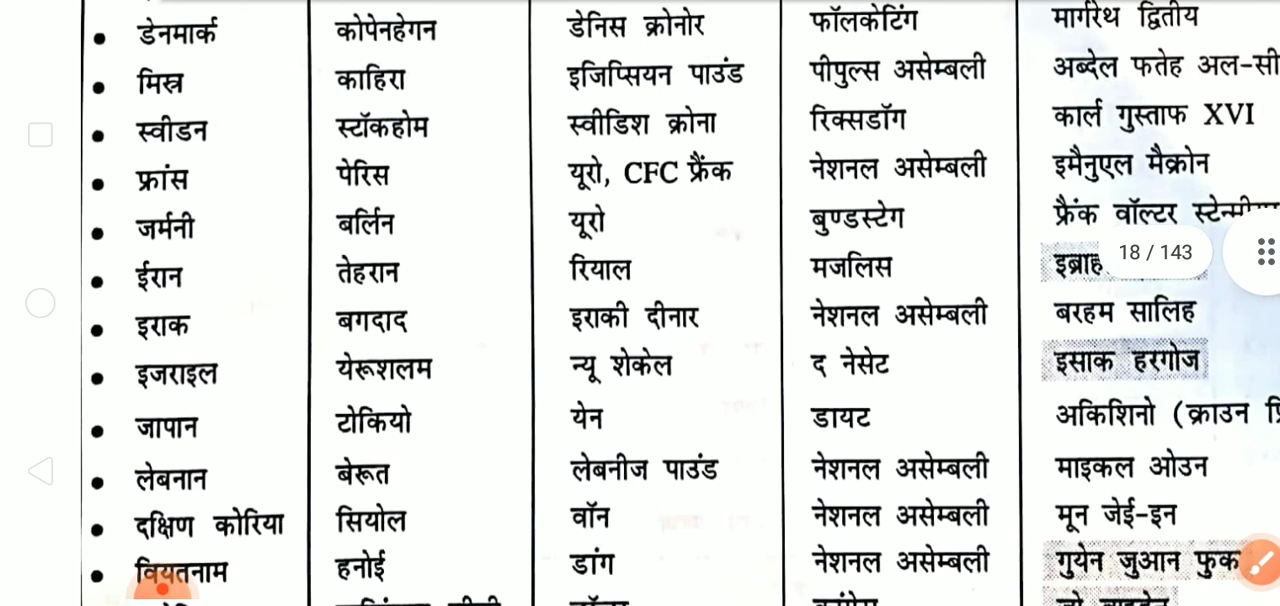 • डेनमार्क कोपेनहेगन डेनिस क्रोनोर फॉलकेटिंग मार्गरेथ द्वितीय
• मिस्र काहिरा इजिप्सियन पाउंड पीपुल्स असेम्बली अब्देल फतेह अल-सी
• स्वीडन स्टॉकहोम स्वीडिश क्रोना रिक्सडॉग कार्ल गुस्ताफ XVI
• फ्रांस पेरिस यूरो, CFC फ्रैंक नेशनल असेम्बली इमैनुएल मैक्रोन
• जर्मनी बर्लिन यूरो बुण्डस्टेग फ्रैंक वॉल्टर
• ईरान तेहरान रियाल मजलिस इब्राह
18 / 143
• इराक बगदाद इराकी दीनार नेशनल असेम्बली बरहम सालिह
• इजराइल येरूशलम न्यू शेकेल द नेसेट इसाक हरगोज
• जापान टोकियो येन डायट अकिशिनो (क्राउन
• लेबनान बेरूत लेबनीज पाउंड नेशनल असेम्बली माइकल ओउन
• दक्षिण कोरिया सियोल वॉन नेशनल असेम्बली मून जेई-इन
• वियतनाम हनोई डांग नेशनल असेम्बली गुयेन जुआन फुक